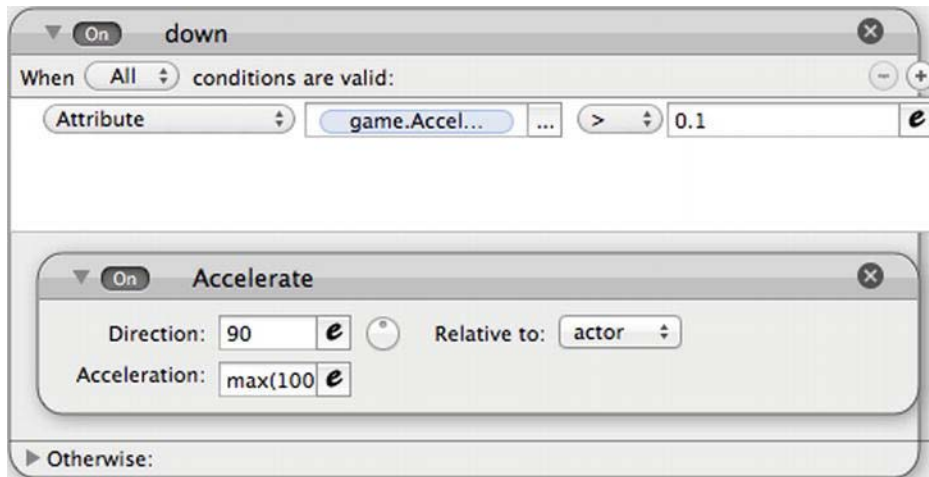 On down
When All conditions are valid:
Attribute game.Accel... ... > 0.1 e
On Accelerate
Direction: 90 e Relative to: actor
Acceleration: max(100 e
Otherwise: